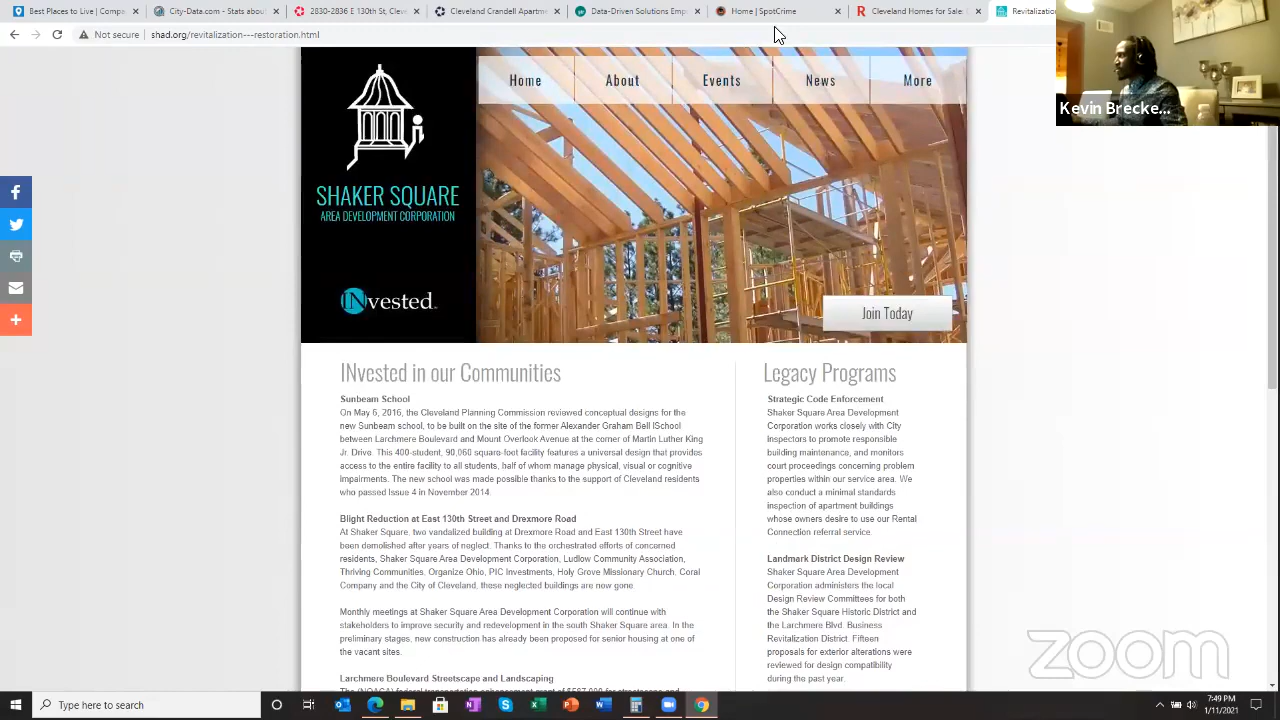 Best Places to Live in | Compa
City-Data.com - Stats about
2830-2836 E 130th St, Cleve
Cleveland Crandell Apartme
Data-Driven Solutions Emp
Home | SpotCrime
Cleveland Homes for Sale:
Revitalization
Not secure | shad.org/revitalization---restoration.html
Kevin Brecke...
Home About Events News More
SHAKER SQUARE
AREA DEVELOPMENT CORPORATION
INvested
Join Today
INvested in our Communities
Sunbeam School
On May 6, 2016, the Cleveland Planning Commission reviewed conceptual designs for the
new Sunbeam school, to be built on the site of the former Alexander Graham Bell lSchool
between Larchmere Boulevard and Mount Overlook Avenue at the corner of Martin Luther King
Jr. Drive. This 400-student, 90,060 square-foot facility features a universal design that provides
access to the entire facility to all students, half of whom manage physical, visual or cognitive
impairments. The new school was made possible thanks to the support of Cleveland residents
who passed Issue 4 in November 2014.
Blight Reduction at East 130th Street and Drexmore Road
At Shaker Square, two vandalized building at Drexmore Road and East 130th Street have
been demolished after years of neglect. Thanks to the orchestrated efforts of concerned
residents, Shaker Square Area Development Corporation, Ludlow Community Association,
Thriving Communities, Organize Ohio, PIC Investments, Holy Grove Missionary Church, Coral
Company and the City of Cleveland, these neglected buildings are now gone.
Monthly meetings at Shaker Square Area Development Corporation will continue with
stakeholders to improve security and redevelopment in the south Shaker Square area. In the
preliminary stages, new construction has already been proposed for senior housing at one of
the vacant sites.
Larchmere Boulevard Streetscape and Landscaping
The (NOACA) federal transportation enhancement grant of $587,000 for streetscape and
Legacy Programs
Strategic Code Enforcement
Shaker Square Area Development
Corporation works closely with City
inspectors to promote responsible
building maintenance, and monitors
court proceedings concerning problem
properties within our service area. We
also conduct a minimal standards
inspection of apartment buildings
whose owners desire to use our Rental
Connection referral service.
Landmark District Design Review
Shaker Square Area Development
Corporation administers the local
Design Review Committees for both
the Shaker Square Historic District and
the Larchmere Blvd. Business
Revitalization District. Fifteen
proposals for exterior alterations were
reviewed for design compatibility
during the past year.
zoom
Type here to search
7:49 PM
1/11/2021